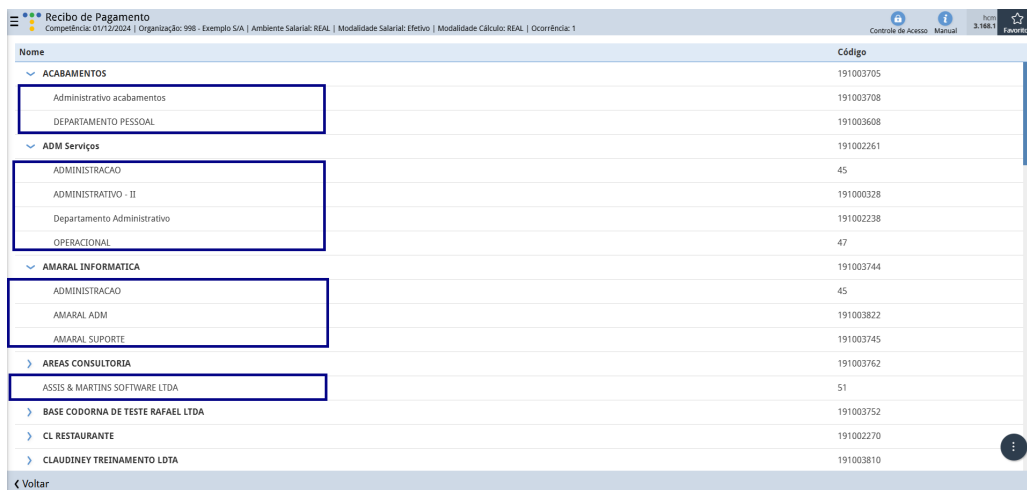 Recibo de Pagamento
Competência: 01/12/2024 | Organização: 998 - Exemplo S/A | Ambiente Salarial: REAL | Modalidade Salarial: Efetivo | Modalidade Cálculo: REAL | Ocorrência: 1
Controle de Acesso
Manual
hcm
3.168.1
Favorito
Nome Código
ACABAMENTOS 191003705
Administrativo acabamentos 191003708
DEPARTAMENTO PESSOAL 191003608
ADM Serviços 191002261
ADMINISTRACAO 45
ADMINISTRATIVO - II 191000328
Departamento Administrativo 191002238
OPERACIONAL 47
AMARAL INFORMATICA 191003744
ADMINISTRACAO 45
AMARAL ADM 191003822
AMARAL SUPORTE 191003745
AREAS CONSULTORIA 191003762
ASSIS & MARTINS SOFTWARE LTDA 51
BASE CODORNA DE TESTE RAFAEL LTDA 191003752
CL RESTAURANTE 191002270
CLAUDINEY TREINAMENTO LDTA 191003810
Voltar